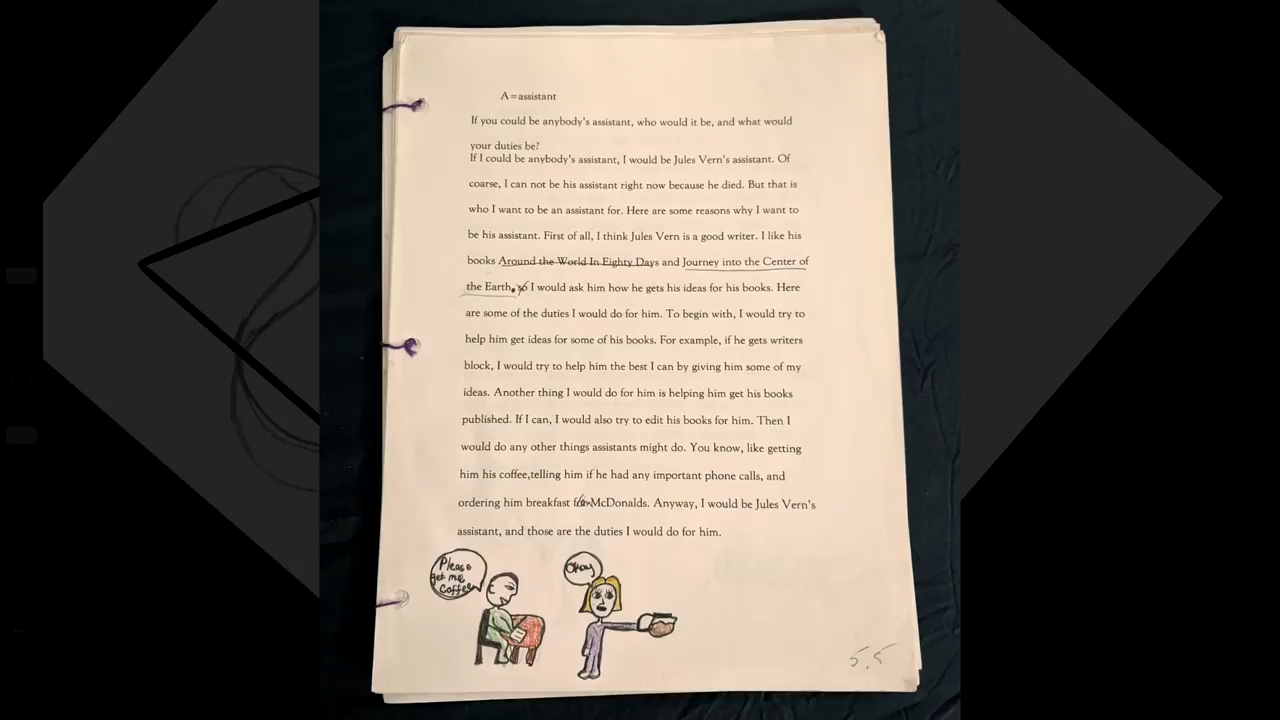 A=assistant
If you could be anybody's assistant, who would it be, and what would
your duties be?
If I could be anybody's assistant, I would be Jules Vern's assistant. Of
coarse, I can not be his assistant right now because he died. But that is
who I want to be an assistant for. Here are some reasons why I want to
be his assistant. First of all, I think Jules Vern is a good writer. I like his
books Around the World In Eighty Days and Journey into the Center of
the Earth. I would ask him how he gets his ideas for his books. Here
are some of the duties I would do for him. To begin with, I would try to
help him get ideas for some of his books. For example, if he gets writers
block, I would try to help him the best I can by giving him some of my
ideas. Another thing I would do for him is helping him get his books
published. If I can, I would also try to edit his books for him. Then I
would do any other things assistants might do. You know, like getting
him his coffee,telling him if he had any important phone calls, and
ordering him breakfast McDonalds. Anyway, I would be Jules Vern's
assistant, and those are the duties I would do for him.
Please
get me
coffee
Okay
5.5